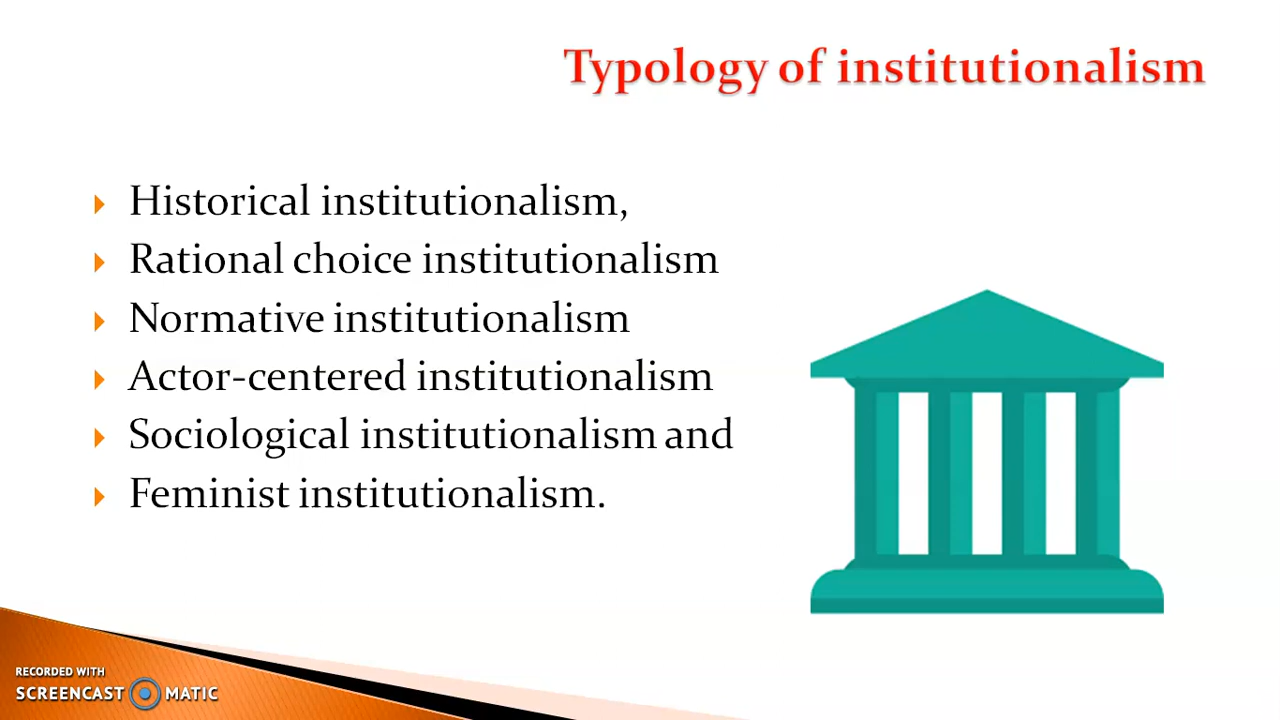 Typology of institutionalism
Historical institutionalism,
Rational choice institutionalism
Normative institutionalism
Actor-centered institutionalism
Sociological institutionalism and
Feminist institutionalism.
RECORDED WITH
SCREENCAST MATIC